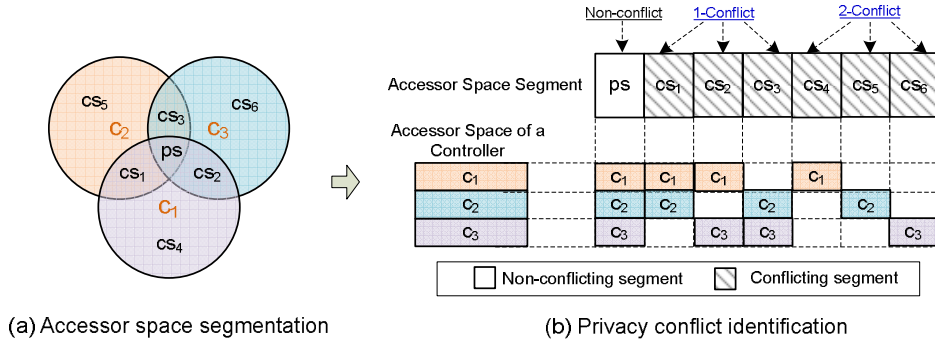 cs5
c2
cs3
cs6
c3
ps
cs1
cs2
c1
cs4
(a) Accessor space segmentation
Non-conflict
1-Conflict
2-Conflict
Accessor Space Segment
ps cs1 cs2 cs3 cs4 cs5 cs6
Accessor Space of a
Controller
c1 c1 c1 c1 c1
c2 c2 c2 c2 c2
c3 c3 c3 c3 c3
Non-conflicting segment
Conflicting segment
(b) Privacy conflict identification